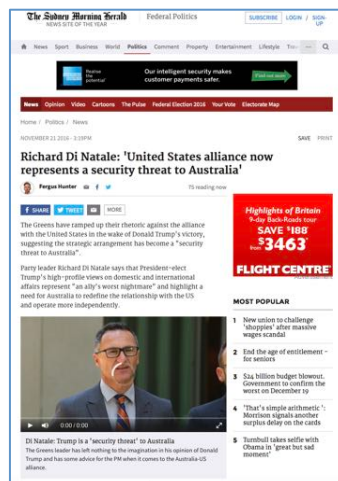 The Sydney Morning Herald
NEWS SITE OF THE YEAR
Federal Politics
SUBSCRIBE LOGIN / SIGN-UP
News Sport Business World Politics Comment Property Entertainment Lifestyle
Realise the potential
Our intelligent security makes customer payments safer.
Find out how
News Opinion Video Cartoons The Pulse Federal Election 2016 Your Vote Electorate Map
Home / Politics / News
NOVEMBER 21 2016 - 3:19PM
SAVE PRINT
Richard Di Natale: 'United States alliance now
represents a security threat to Australia'
Fergus Hunter
76 reading now
SHARE TWEET MORE
The Greens have ramped up their rhetoric against the alliance
with the United States in the wake of Donald Trump's victory,
suggesting the strategic arrangement has become a "security
threat to Australia".
Party leader Richard Di Natale says that President-elect
Trump's high-profile views on domestic and international
affairs represent "an ally's worst nightmare" and highlight a
need for Australia to redefine the relationship with the US
and operate more independently.
0:00 / 0:00
Di Natale: Trump is a 'security threat' to Australia
The Greens leader has left nothing to the imagination in his opinion of Donald
Trump and has some advice for the PM when it comes to the Australia-US
alliance.
Highlights of Britain
9-day Back-Roads tour
SAVE $188*
from $3463*
FLIGHT CENTRE
MOST POPULAR
1 New union to challenge
'shoppies' after massive
wages scandal
2 End the age of entitlement -
for seniors
3 $24 billion budget blowout.
Government to confirm the
worst on December 19
4 'That's simple arithmetic':
Morrison signals another
surplus delay on the cards
5 Turnbull takes selfie with
Obama in 'great but sad
moment'